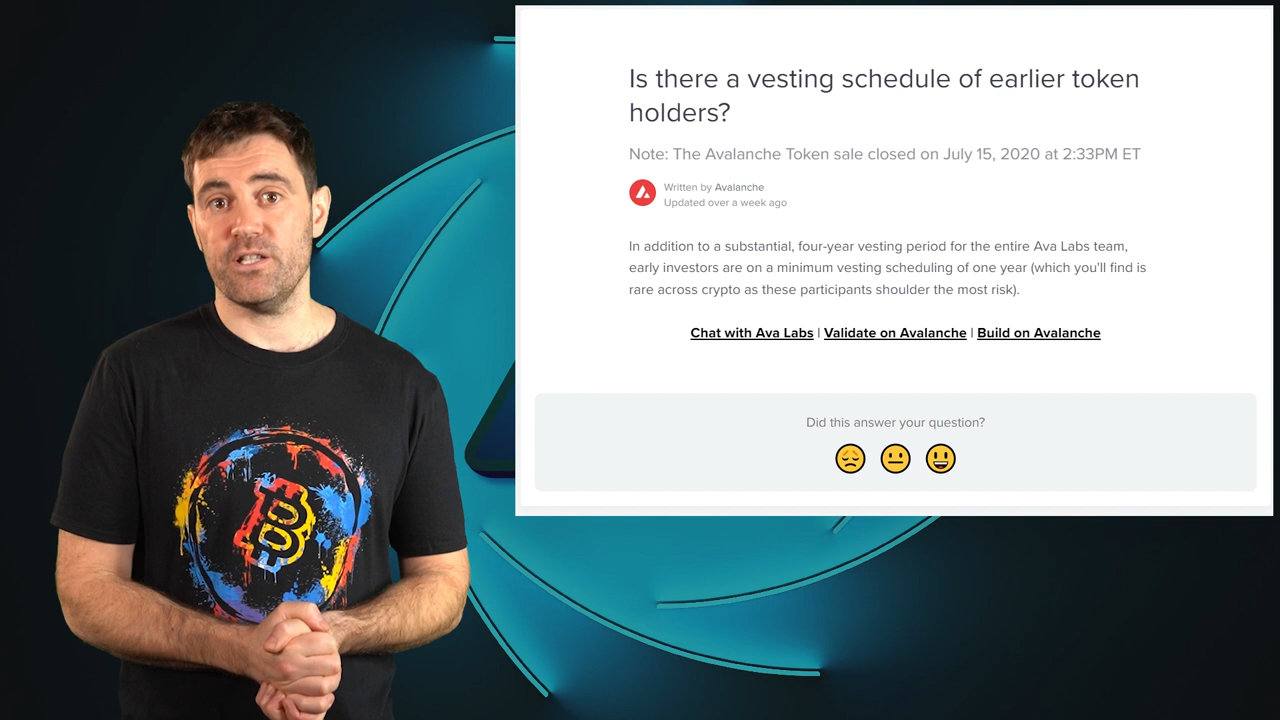 Is there a vesting schedule of earlier token
holders?
Note: The Avalanche Token sale closed on July 15, 2020 at 2:33PM ET
Written by Avalanche
Updated over a week ago
In addition to a substantial, four-year vesting period for the entire Ava Labs team,
early investors are on a minimum vesting scheduling of one year (which you'll find is
rare across crypto as these participants shoulder the most risk).
Chat with Ava Labs | Validate on Avalanche | Build on Avalanche
Did this answer your question?